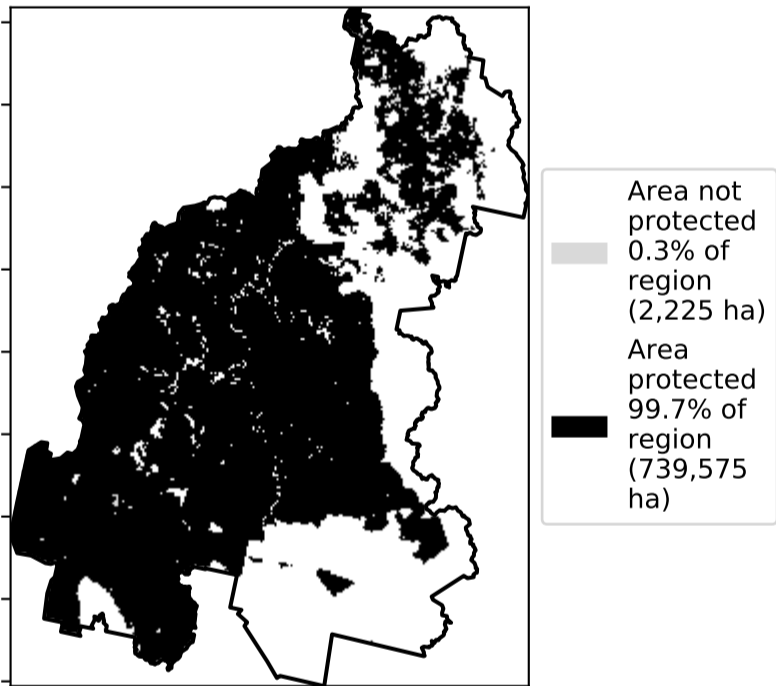 Area not
protected
0.3% of
region
(2,225 ha)
Area
protected
99.7% of
region
(739,575
ha)